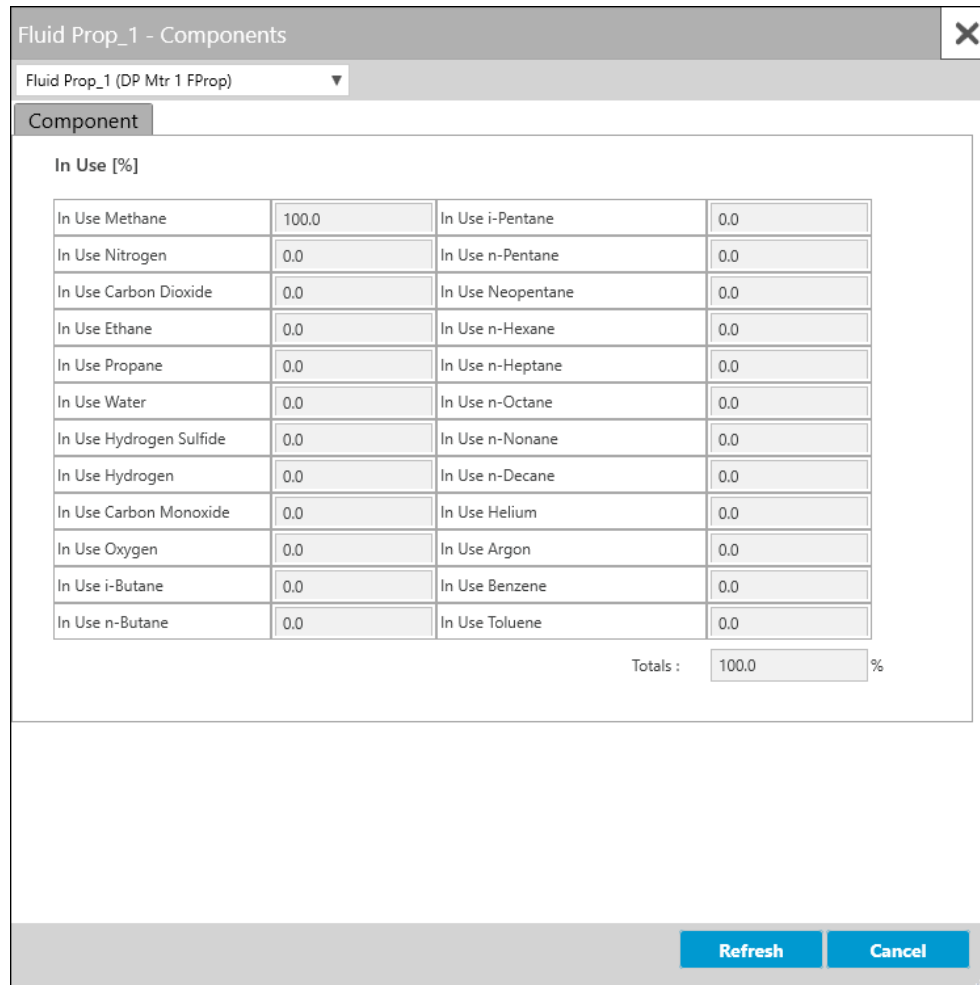 Fluid Prop_1 - Components
Fluid Prop_1 (DP Mtr 1 FProp)
Component
In Use [%]
In Use Methane 100.0 In Use i-Pentane 0.0
In Use Nitrogen 0.0 In Use n-Pentane 0.0
In Use Carbon Dioxide 0.0 In Use Neopentane 0.0
In Use Ethane 0.0 In Use n-Hexane 0.0
In Use Propane 0.0 In Use n-Heptane 0.0
In Use Water 0.0 In Use n-Octane 0.0
In Use Hydrogen Sulfide 0.0 In Use n-Nonane 0.0
In Use Hydrogen 0.0 In Use n-Decane 0.0
In Use Carbon Monoxide 0.0 In Use Helium 0.0
In Use Oxygen 0.0 In Use Argon 0.0
In Use i-Butane 0.0 In Use Benzene 0.0
In Use n-Butane 0.0 In Use Toluene 0.0
Totals : 100.0 %
Refresh Cancel